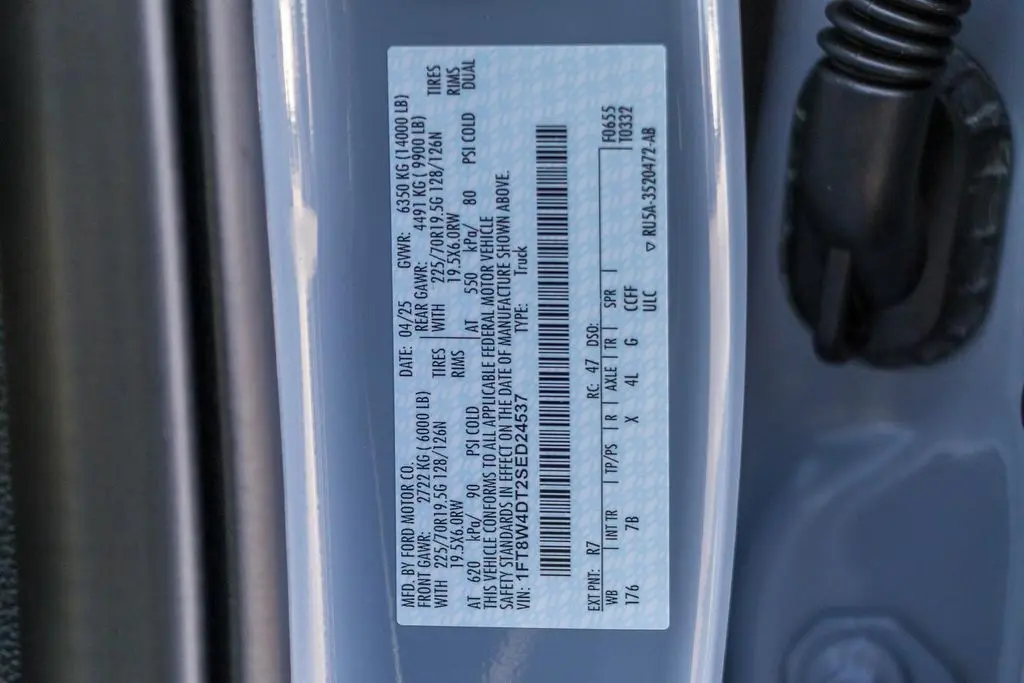 MFD. BY FORD MOTOR CO.
DATE: 04/25 GVWR: 6350 KG (14000 LB)
FRONT GAWR: 2722 KG ( 6000 LB) REAR GAWR: 4491 KG ( 9900 LB)
WITH 225/70R19.5G 128/126N TIRES WITH 225/70R19.5G 128/126N TIRES
19.5X6.0RW RIMS 19.5X6.0RW RIMS
AT 620 kPa/ 90 PSI COLD AT 550 kPa/ 80 PSI COLD DUAL
THIS VEHICLE CONFORMS TO ALL APPLICABLE FEDERAL MOTOR VEHICLE
SAFETY STANDARDS IN EFFECT ON THE DATE OF MANUFACTURE SHOWN ABOVE.
VIN: 1FT8W4DT2SED24537 TYPE: Truck
EXT PNT: R7 RC: 47 DSO: F0655
WB INT TR TP/PS R AXLE TR SPR T0332
176 7B X 4L G CCFF
ULC ▽ RU5A-3520472-AB